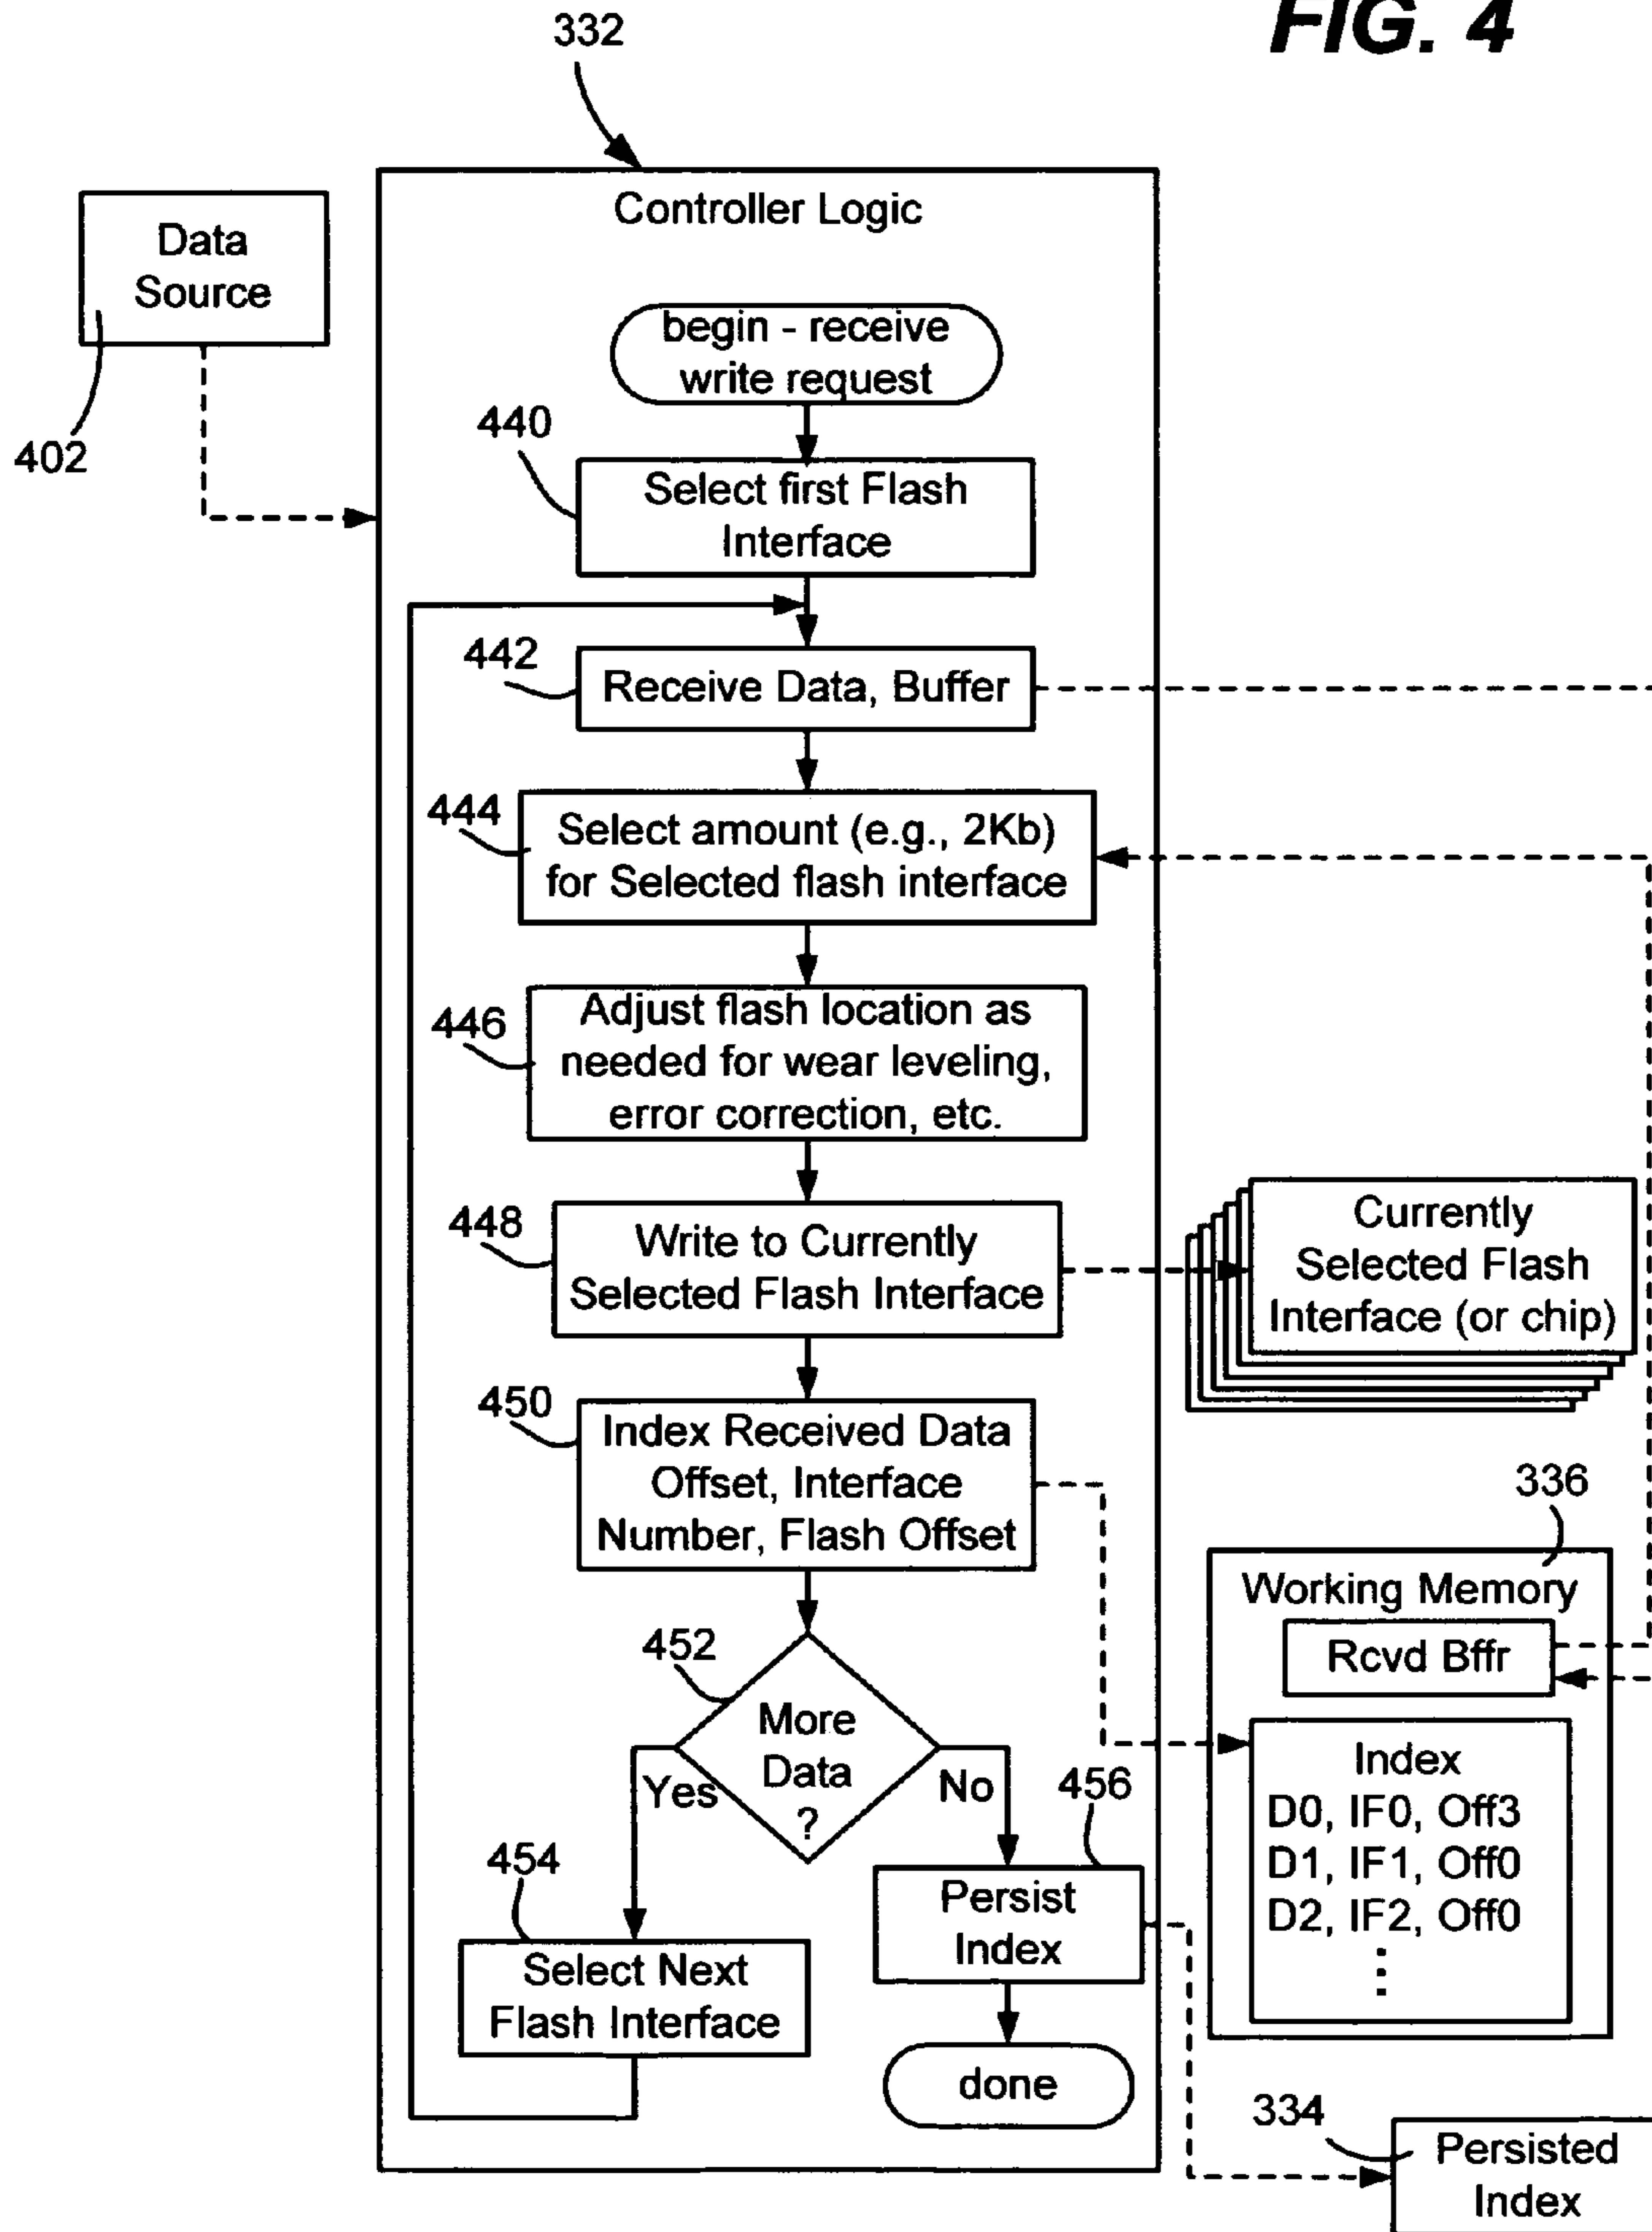 FIG. 4
332
Controller Logic
Data
Source
402
begin - receive
write request
440
Select first Flash
Interface
442
Receive Data, Buffer
444
Select amount (e.g., 2Kb)
for Selected flash interface
446
Adjust flash location as
needed for wear leveling,
error correction, etc.
448
Write to Currently
Selected Flash Interface
Currently
Selected Flash
Interface (or chip)
450
Index Received Data
Offset, Interface
Number, Flash Offset
336
Working Memory
Rcvd Bffr
Index
D0, IF0, Off3
D1, IF1, Off0
D2, IF2, Off0
452
More
Data
?
Yes
No
454
Select Next
Flash Interface
456
Persist
Index
done
334
Persisted
Index